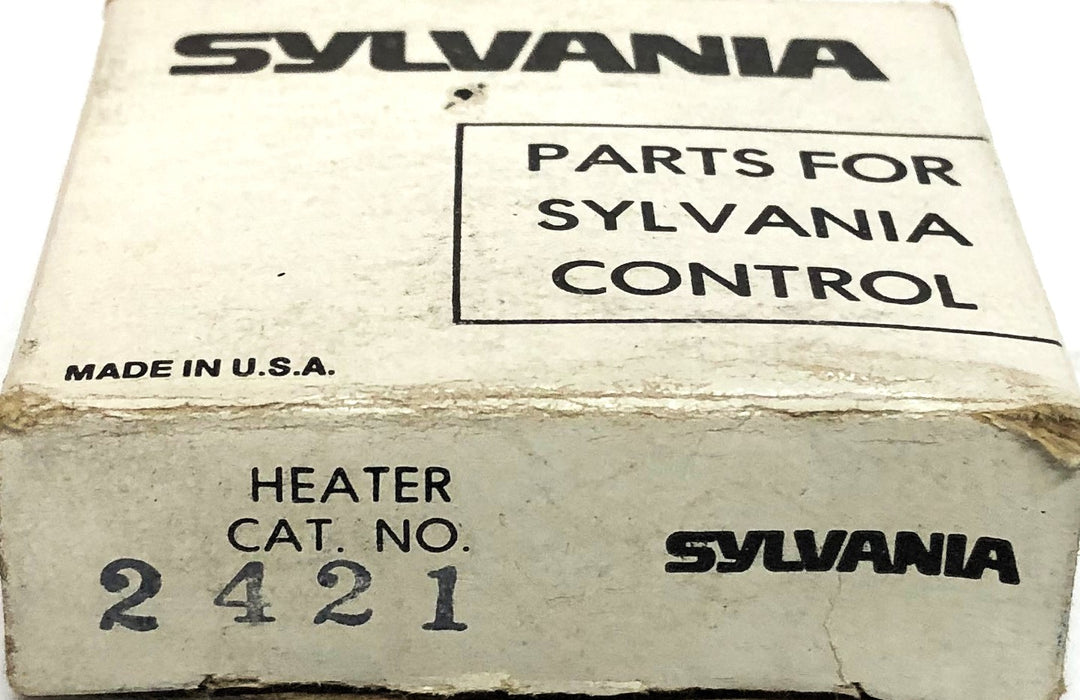 SYLVANIA
PARTS FOR
SYLVANIA
CONTROL
MADE IN U.S.A.
HEATER
CAT. NO.
2421
SYLVANIA